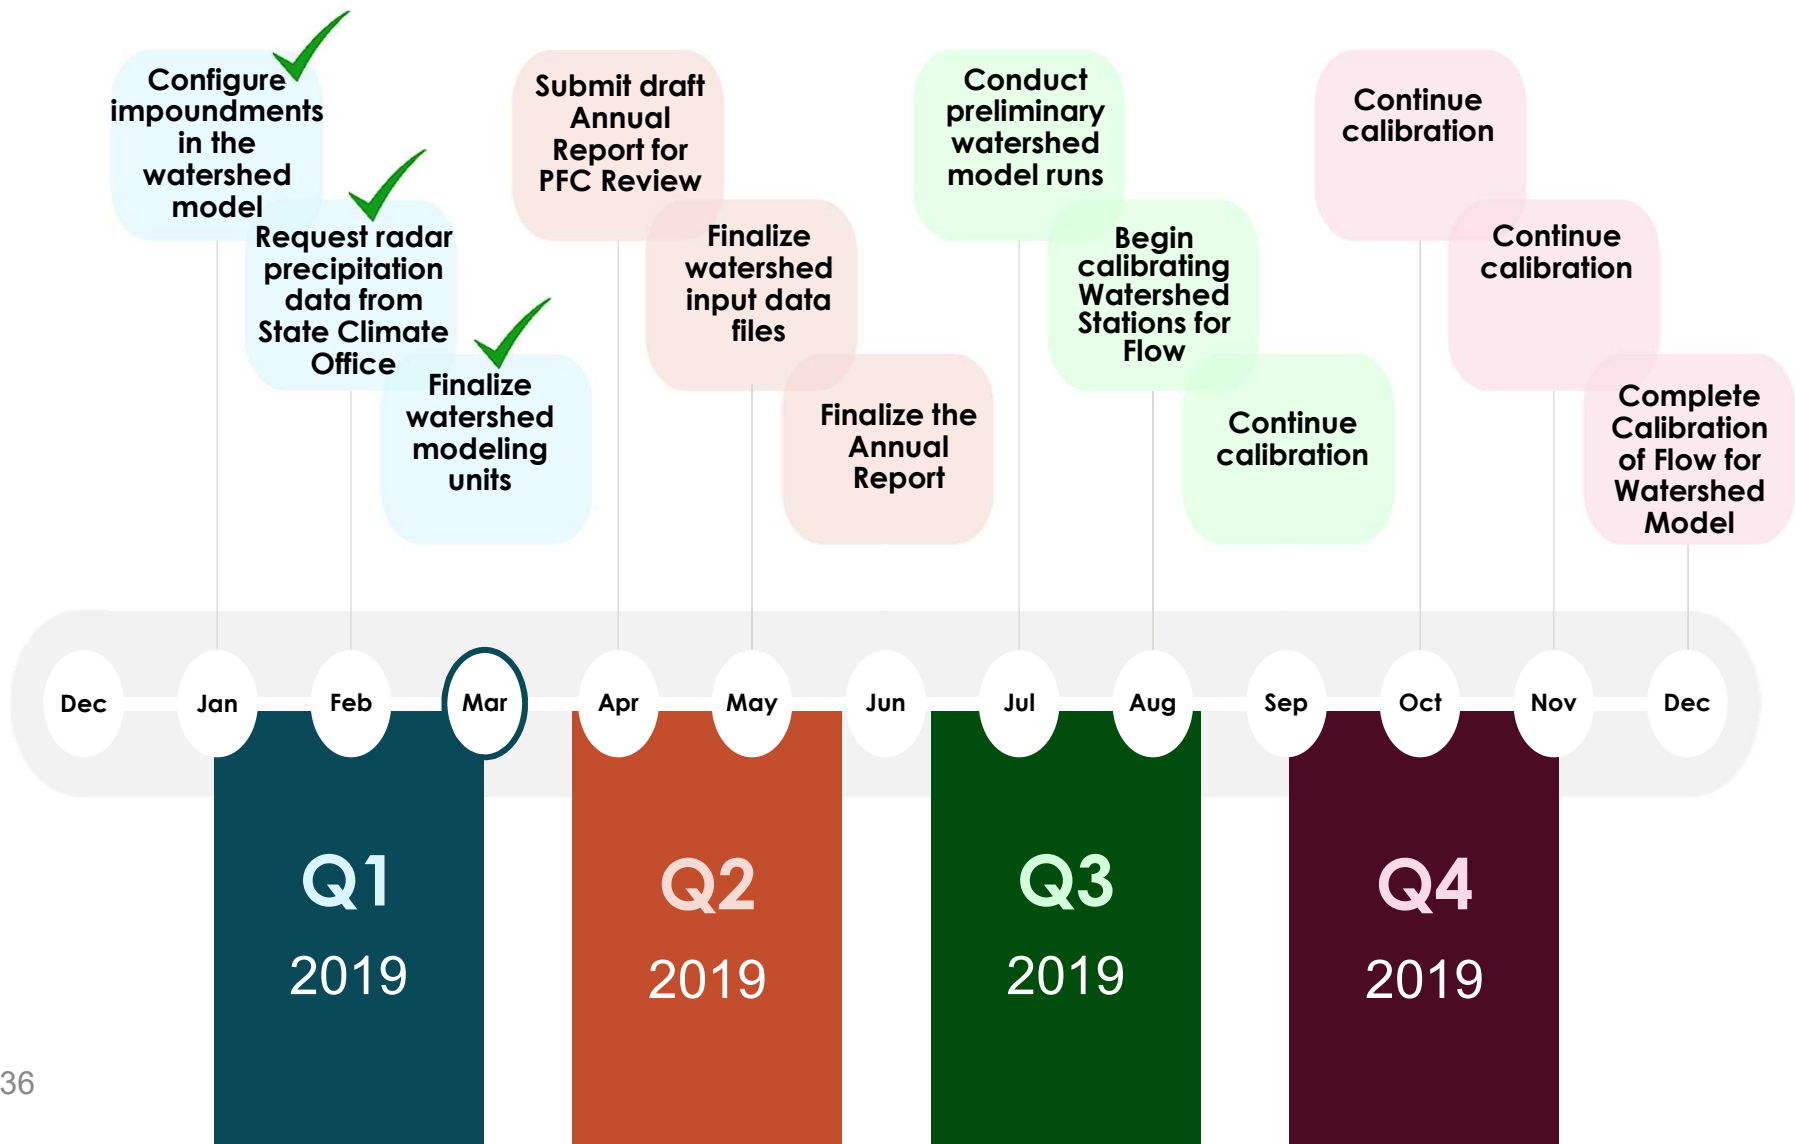 Configure
impoundments
in the
watershed
model
Request radar
precipitation
data from
State Climate
Office
Finalize
watershed
modeling
units
Submit draft
Annual
Report for
PFC Review
Finalize
watershed
input data
files
Finalize the
Annual
Report
Conduct
preliminary
watershed
model runs
Begin
calibrating
Watershed
Stations for
Flow
Continue
calibration
Continue
calibration
Continue
calibration
Complete
Calibration
of Flow for
Watershed
Model
Dec Jan Feb Mar Apr May Jun Jul Aug Sep Oct Nov Dec
Q1
2019
Q2
2019
Q3
2019
Q4
2019
36